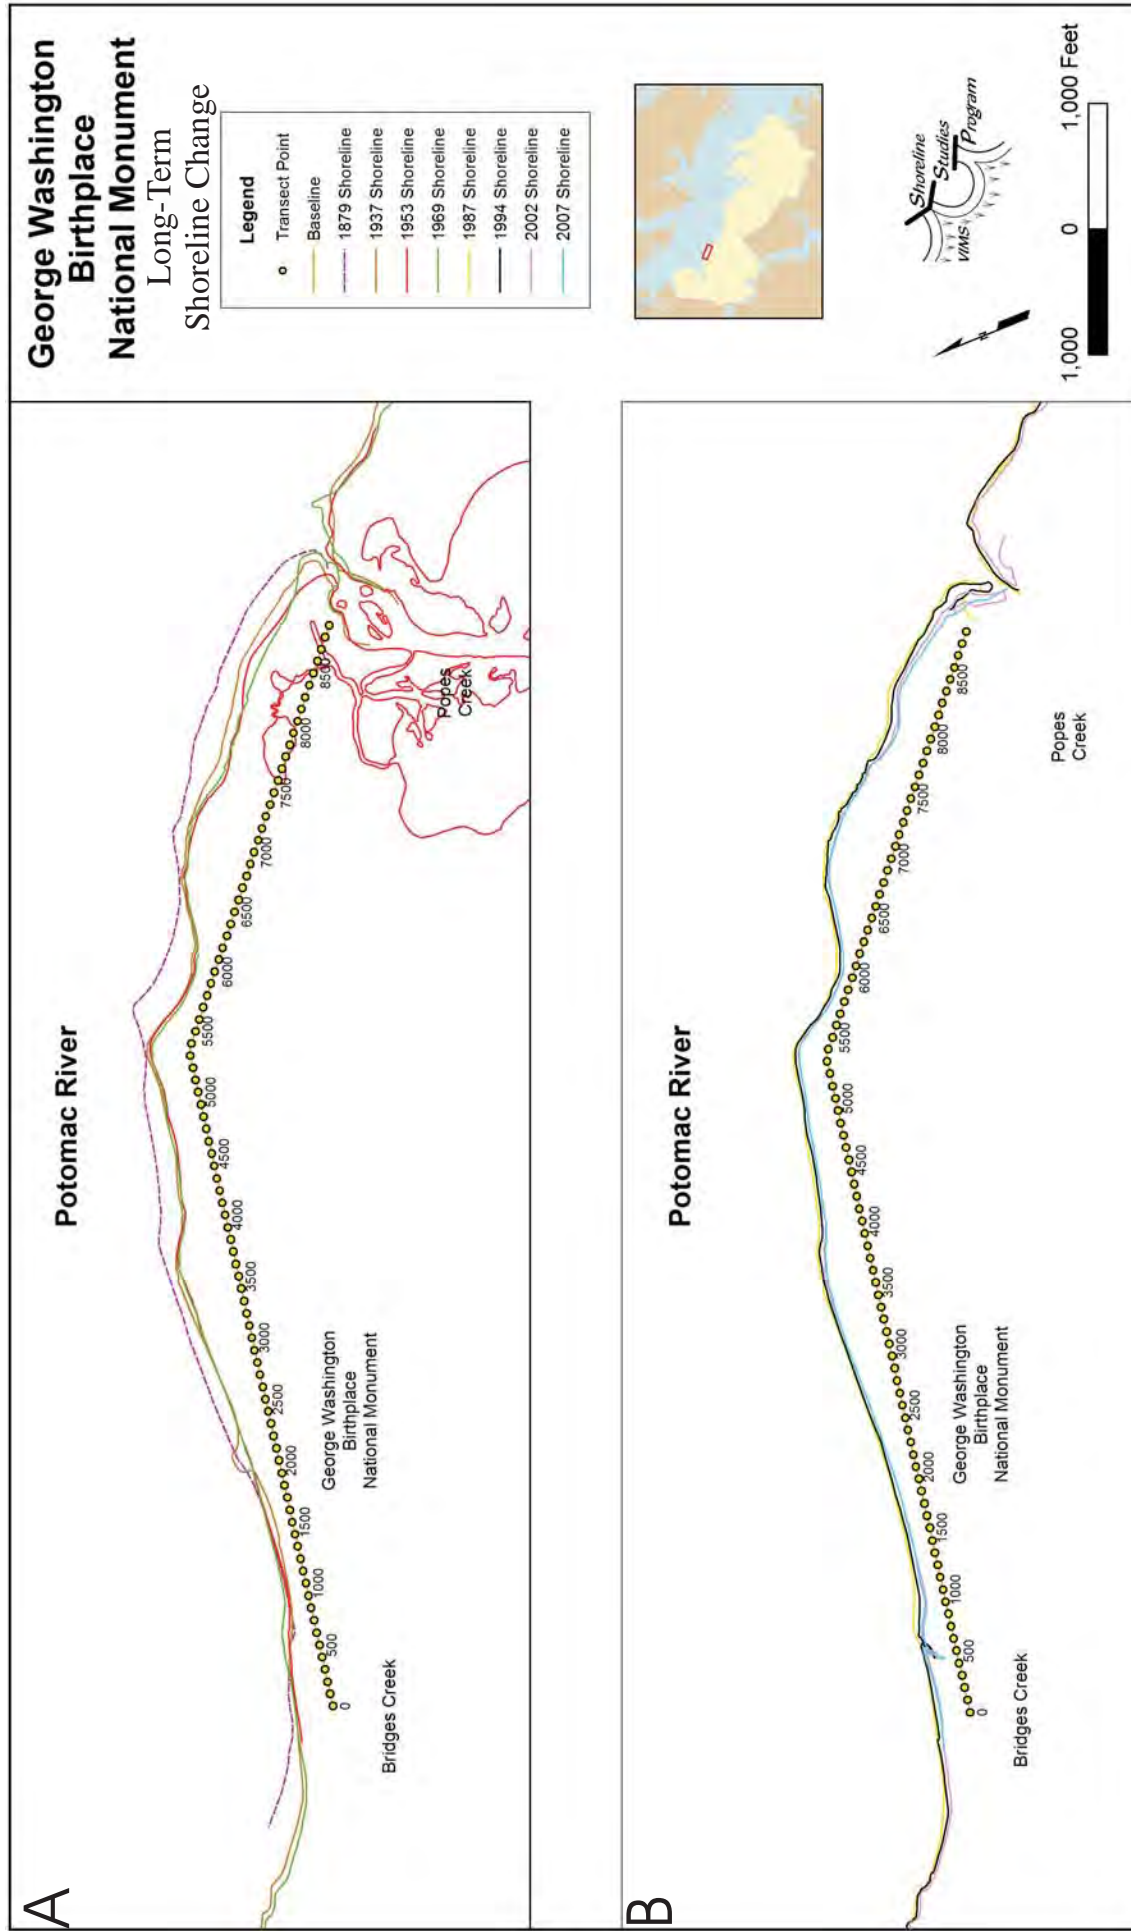 George Washington
Birthplace
National Monument
Long-Term
Shoreline Change
Legend
Transect Point
Baseline
1879 Shoreline
1937 Shoreline
1953 Shoreline
1969 Shoreline
1987 Shoreline
1994 Shoreline
2002 Shoreline
2007 Shoreline
N
VIMS
Shoreline
Studies
Program
1,000
0
1,000 Feet
A
Potomac River
0
500
1000
1500
2000
2500
3000
3500
4000
4500
5000
5500
6000
6500
7000
7500
8000
8500
Bridges Creek
George Washington
Birthplace
National Monument
Popes
Creek
B
Potomac River
0
500
1000
1500
2000
2500
3000
3500
4000
4500
5000
5500
6000
6500
7000
7500
8000
8500
Bridges Creek
George Washington
Birthplace
National Monument
Popes
Creek